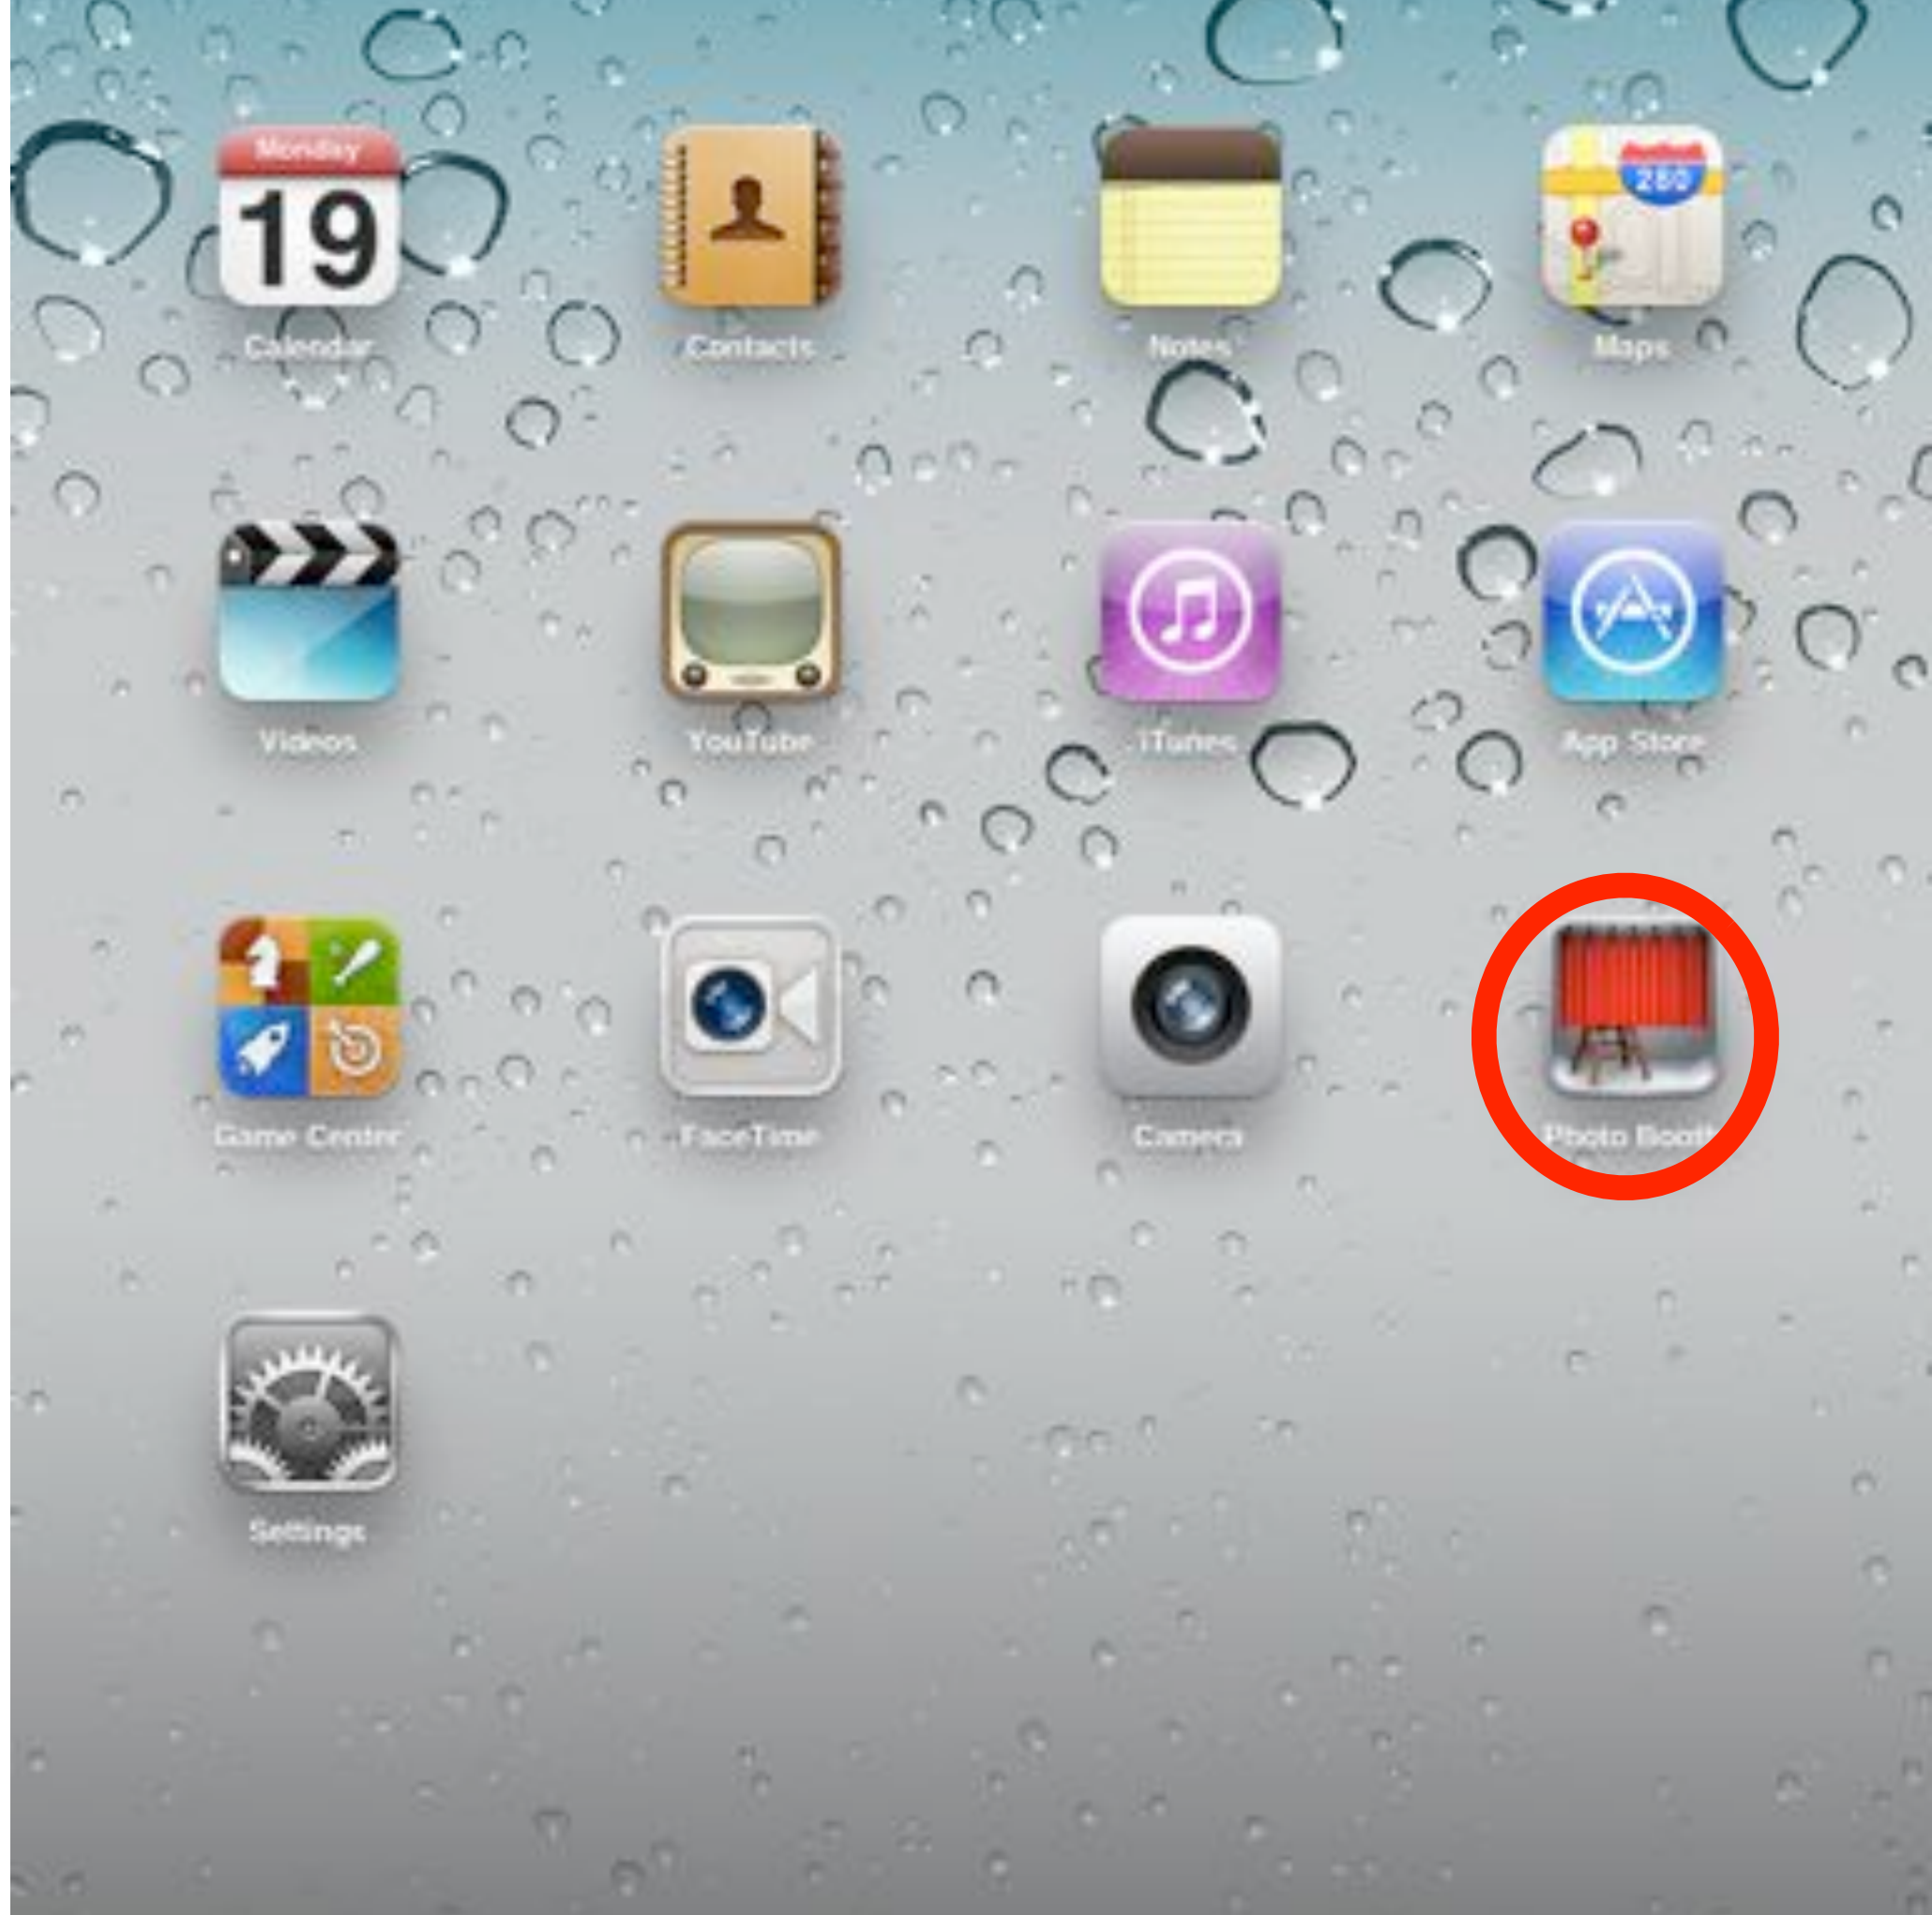 Monday
19
280
Calendar
Contacts
Notes
Maps
Videos
YouTube
iTunes
App Store
Game Center
FaceTime
Camera
Photo Booth
Settings